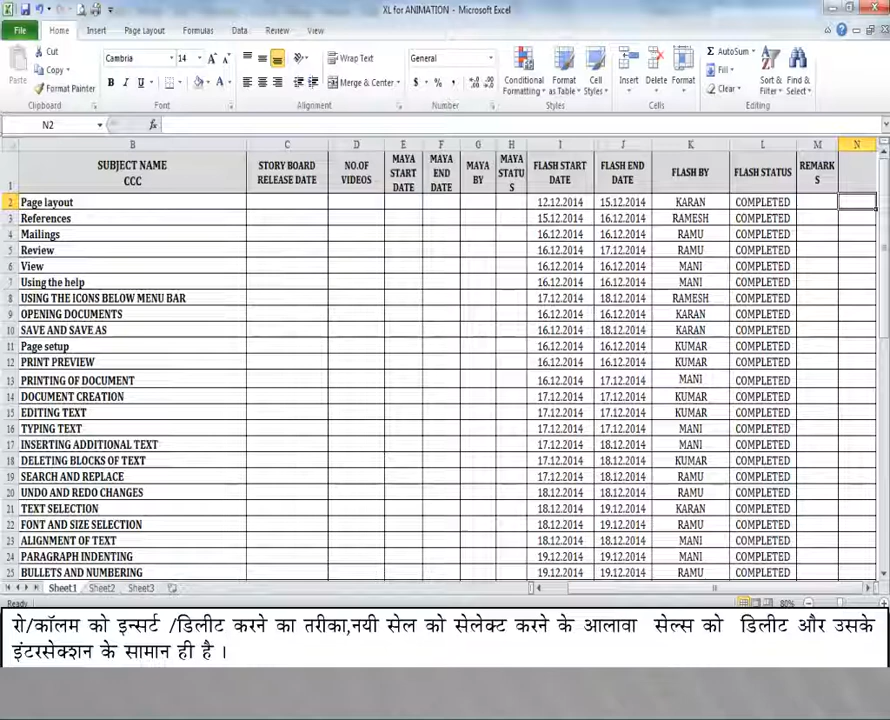 XL for ANIMATION - Microsoft Excel
File Home Insert Page Layout Formulas Data Review View
Cut
Copy
Format Painter
Paste
Clipboard
Cambria 14
B I U
Font
Wrap Text
Merge & Center
Alignment
General
$ % ,
Number
Conditional Formatting
Format as Table
Cell Styles
Styles
Insert Delete Format
Cells
AutoSum
Fill
Clear
Sort & Filter
Find & Select
Editing
N2 fx
B C D E F G H I J K L M N
1 SUBJECT NAME CCC STORY BOARD RELEASE DATE NO.OF VIDEOS MAYA START DATE MAYA END DATE MAYA BY MAYA STATUS FLASH START DATE FLASH END DATE FLASH BY FLASH STATUS REMARKS
2 Page layout 12.12.2014 15.12.2014 KARAN COMPLETED
3 References 15.12.2014 16.12.2014 RAMESH COMPLETED
4 Mailings 16.12.2014 16.12.2014 RAMU COMPLETED
5 Review 16.12.2014 17.12.2014 RAMU COMPLETED
6 View 16.12.2014 16.12.2014 MANI COMPLETED
7 Using the help 16.12.2014 16.12.2014 MANI COMPLETED
8 USING THE ICONS BELOW MENU BAR 17.12.2014 18.12.2014 RAMESH COMPLETED
9 OPENING DOCUMENTS 16.12.2014 16.12.2014 KARAN COMPLETED
10 SAVE AND SAVE AS 16.12.2014 18.12.2014 KARAN COMPLETED
11 Page setup 16.12.2014 16.12.2014 KUMAR COMPLETED
12 PRINT PREVIEW 16.12.2014 16.12.2014 KUMAR COMPLETED
13 PRINTING OF DOCUMENT 16.12.2014 17.12.2014 MANI COMPLETED
14 DOCUMENT CREATION 17.12.2014 17.12.2014 KUMAR COMPLETED
15 EDITING TEXT 17.12.2014 17.12.2014 KUMAR COMPLETED
16 TYPING TEXT 17.12.2014 17.12.2014 MANI COMPLETED
17 INSERTING ADDITIONAL TEXT 17.12.2014 18.12.2014 MANI COMPLETED
18 DELETING BLOCKS OF TEXT 17.12.2014 18.12.2014 KUMAR COMPLETED
19 SEARCH AND REPLACE 17.12.2014 18.12.2014 RAMU COMPLETED
20 UNDO AND REDO CHANGES 18.12.2014 18.12.2014 RAMU COMPLETED
21 TEXT SELECTION 18.12.2014 19.12.2014 KARAN COMPLETED
22 FONT AND SIZE SELECTION 18.12.2014 19.12.2014 RAMU COMPLETED
23 ALIGNMENT OF TEXT 18.12.2014 18.12.2014 MANI COMPLETED
24 PARAGRAPH INDENTING 19.12.2014 19.12.2014 MANI COMPLETED
25 BULLETS AND NUMBERING 19.12.2014 19.12.2014 RAMU COMPLETED
Sheet1 Sheet2 Sheet3
Ready 80%
रो/कॉलम को इन्सर्ट /डिलीट करने का तरीका,नयी सेल को सेलेक्ट करने के आलावा सेल्स को डिलीट और उसके
इंटरसेक्शन के सामान ही है ।